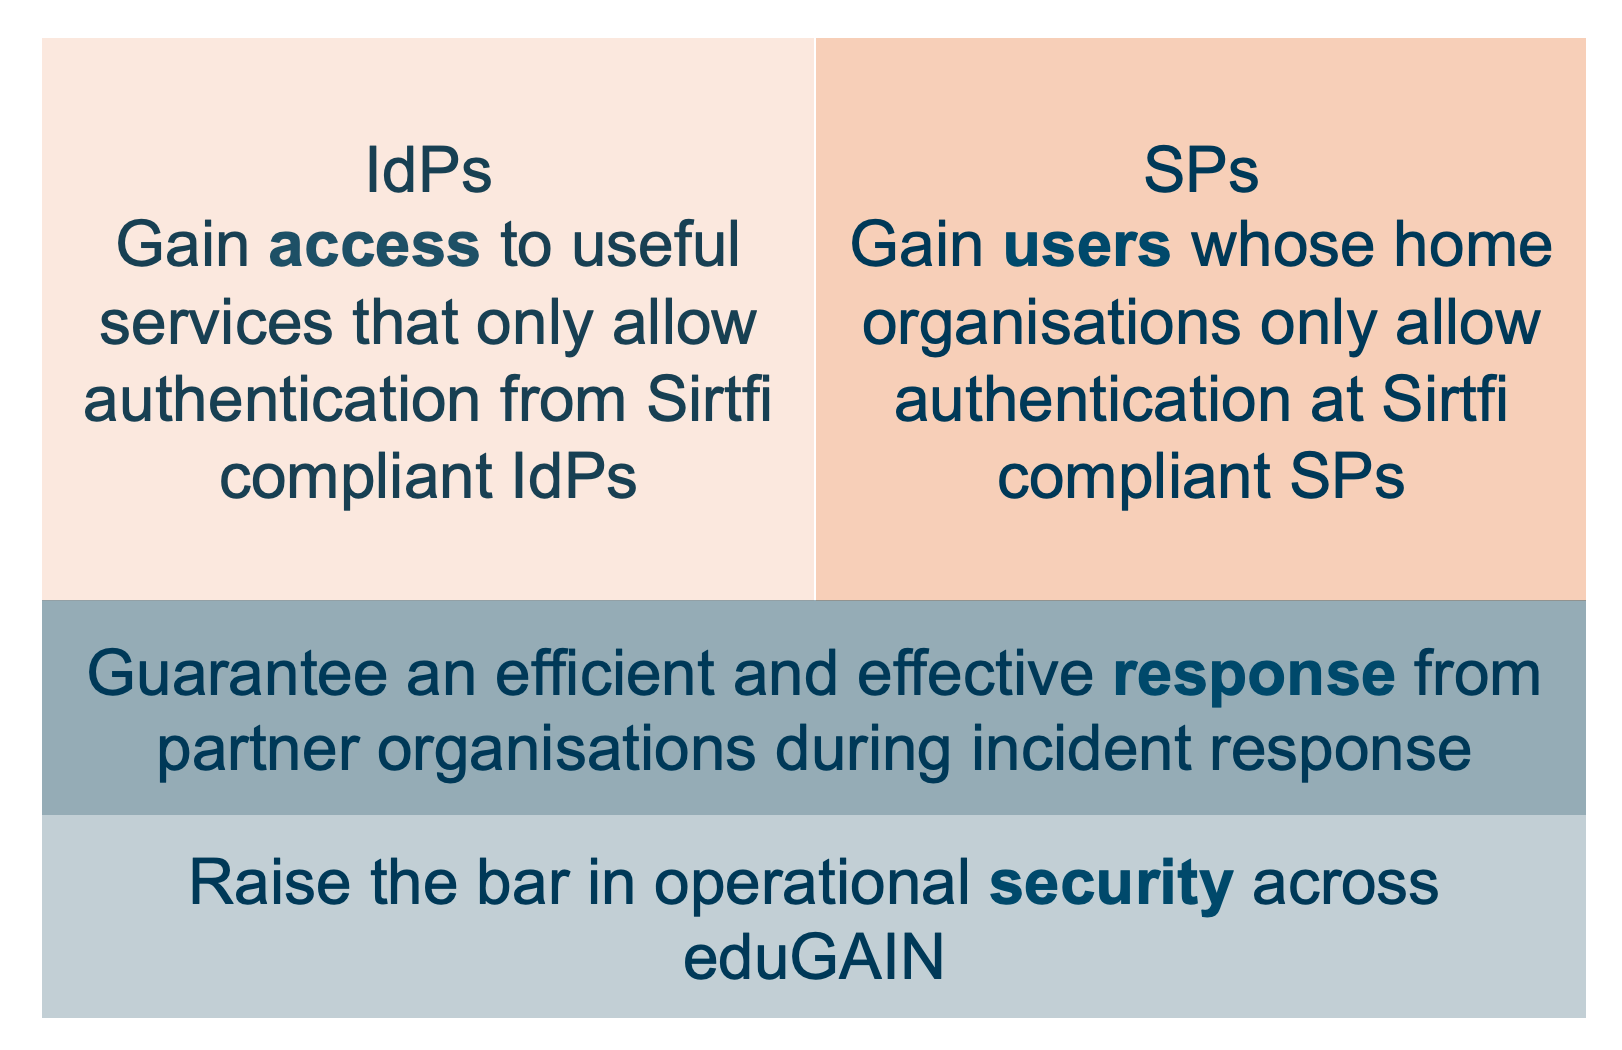 IdPs
Gain access to useful
services that only allow
authentication from Sirtfi
compliant IdPs
SPs
Gain users whose home
organisations only allow
authentication at Sirtfi
compliant SPs
Guarantee an efficient and effective response from
partner organisations during incident response
Raise the bar in operational security across
eduGAIN